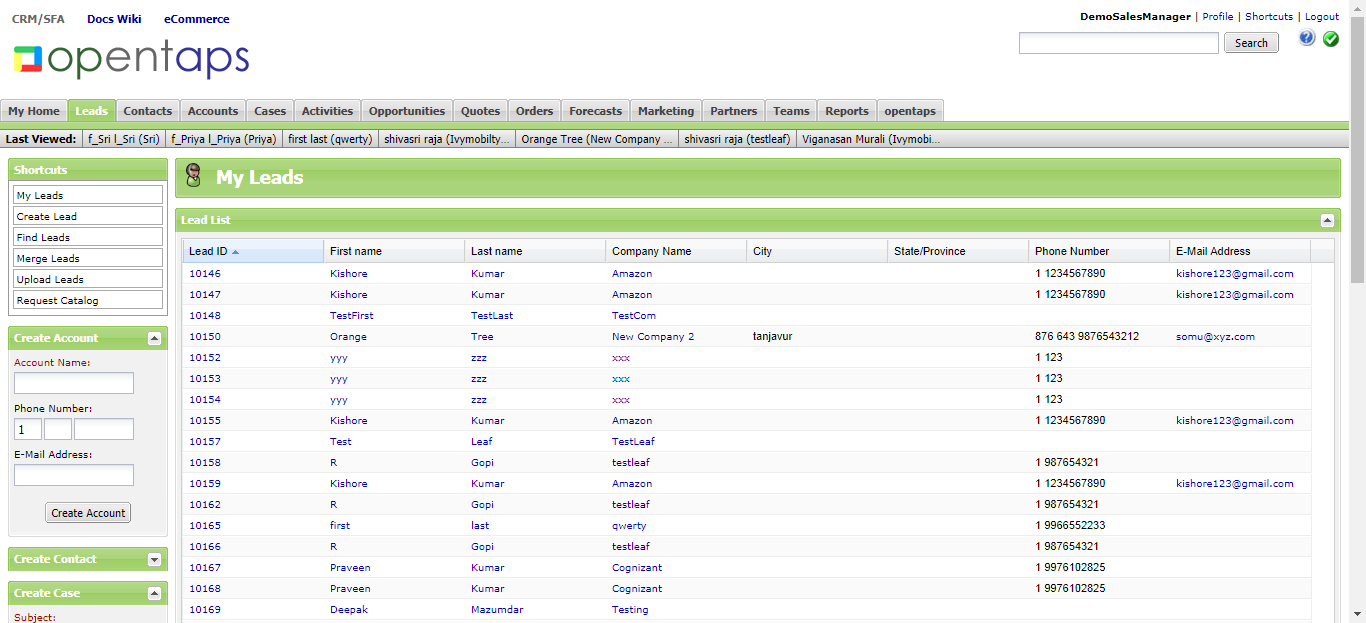 CRM/SFA Docs Wiki eCommerce
DemoSalesManager | Profile | Shortcuts | Logout
opentaps
Search
My Home Leads Contacts Accounts Cases Activities Opportunities Quotes Orders Forecasts Marketing Partners Teams Reports opentaps
Last Viewed: f_Sri l_Sri (Sri) f_Priya l_Priya (Priya) first last (qwerty) shivasri raja (Ivymobilty... Orange Tree (New Company ... shivasri raja (testleaf) Viganasan Murali (Ivymobi...
Shortcuts
My Leads
Create Lead
Find Leads
Merge Leads
Upload Leads
Request Catalog
Create Account
Account Name:
Phone Number:
1
E-Mail Address:
Create Account
Create Contact
Create Case
Subject:
My Leads
Lead List
Lead ID First name Last name Company Name City State/Province Phone Number E-Mail Address
10146 Kishore Kumar Amazon 1 1234567890 kishore123@gmail.com
10147 Kishore Kumar Amazon 1 1234567890 kishore123@gmail.com
10148 TestFirst TestLast TestCom
10150 Orange Tree New Company 2 tanjavur 876 643 9876543212 somu@xyz.com
10152 yyy zzz xxx 1 123
10153 yyy zzz xxx 1 123
10154 yyy zzz xxx 1 123
10155 Kishore Kumar Amazon 1 1234567890 kishore123@gmail.com
10157 Test Leaf TestLeaf
10158 R Gopi testleaf 1 987654321
10159 Kishore Kumar Amazon 1 1234567890 kishore123@gmail.com
10162 R Gopi testleaf 1 987654321
10165 first last qwerty 1 9966552233
10166 R Gopi testleaf 1 987654321
10167 Praveen Kumar Cognizant 1 9976102825
10168 Praveen Kumar Cognizant 1 9976102825
10169 Deepak Mazumdar Testing